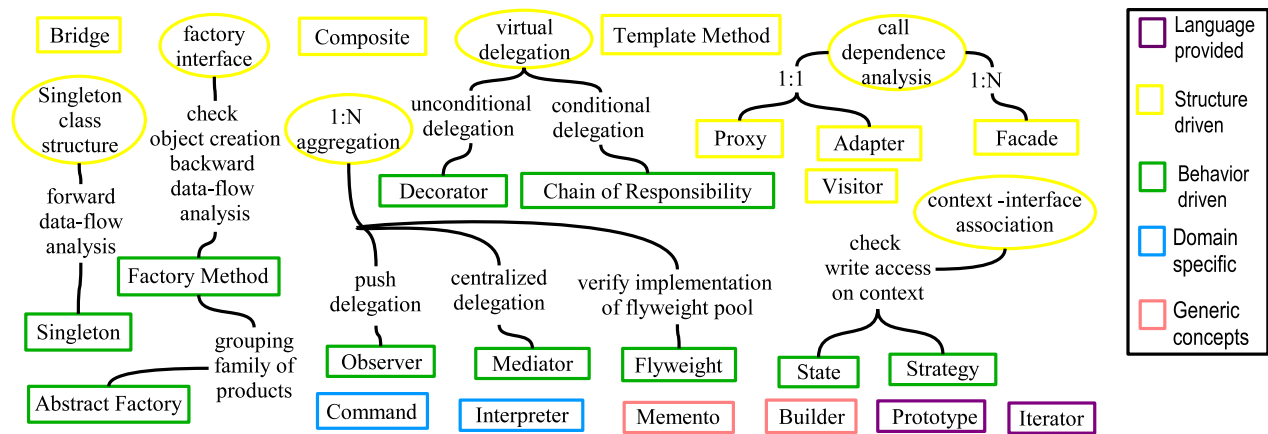 Bridge
factory
interface
Composite
virtual
delegation
Template Method
call
dependence
analysis
Singleton
class
structure
check
object creation
backward
data-flow
analysis
1:N
aggregation
unconditional
delegation
conditional
delegation
1:1
1:N
Proxy
Adapter
Facade
Decorator
Chain of Responsibility
Visitor
forward
data-flow
analysis
context -interface
association
Factory Method
push
delegation
centralized
delegation
verify implementation
of flyweight pool
check
write access
on context
Singleton
grouping
family of
products
Observer
Mediator
Flyweight
State
Strategy
Abstract Factory
Command
Interpreter
Memento
Builder
Prototype
Iterator
Language
provided
Structure
driven
Behavior
driven
Domain
specific
Generic
concepts